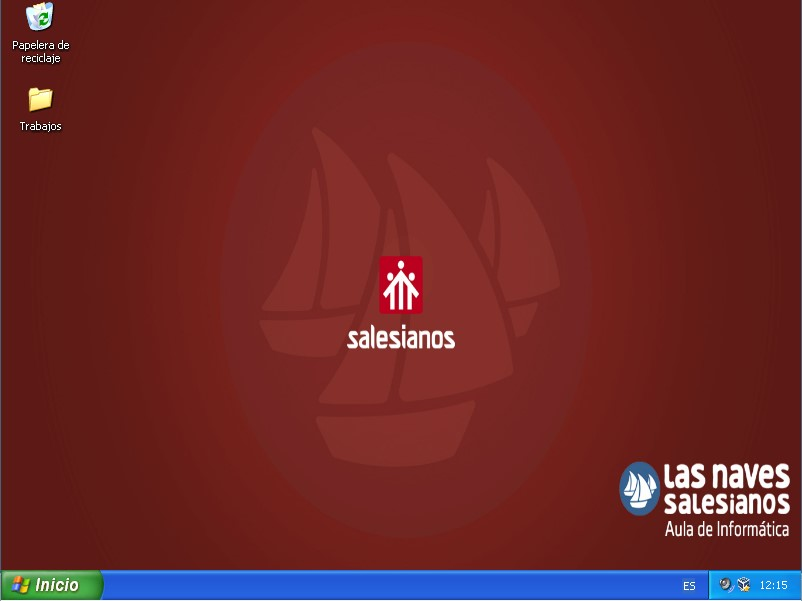 Papelera de
reciclaje
Trabajos
salesianos
LAS NAVES
SALESIANOS
Aula de Informática
Inicio
ES
12:15